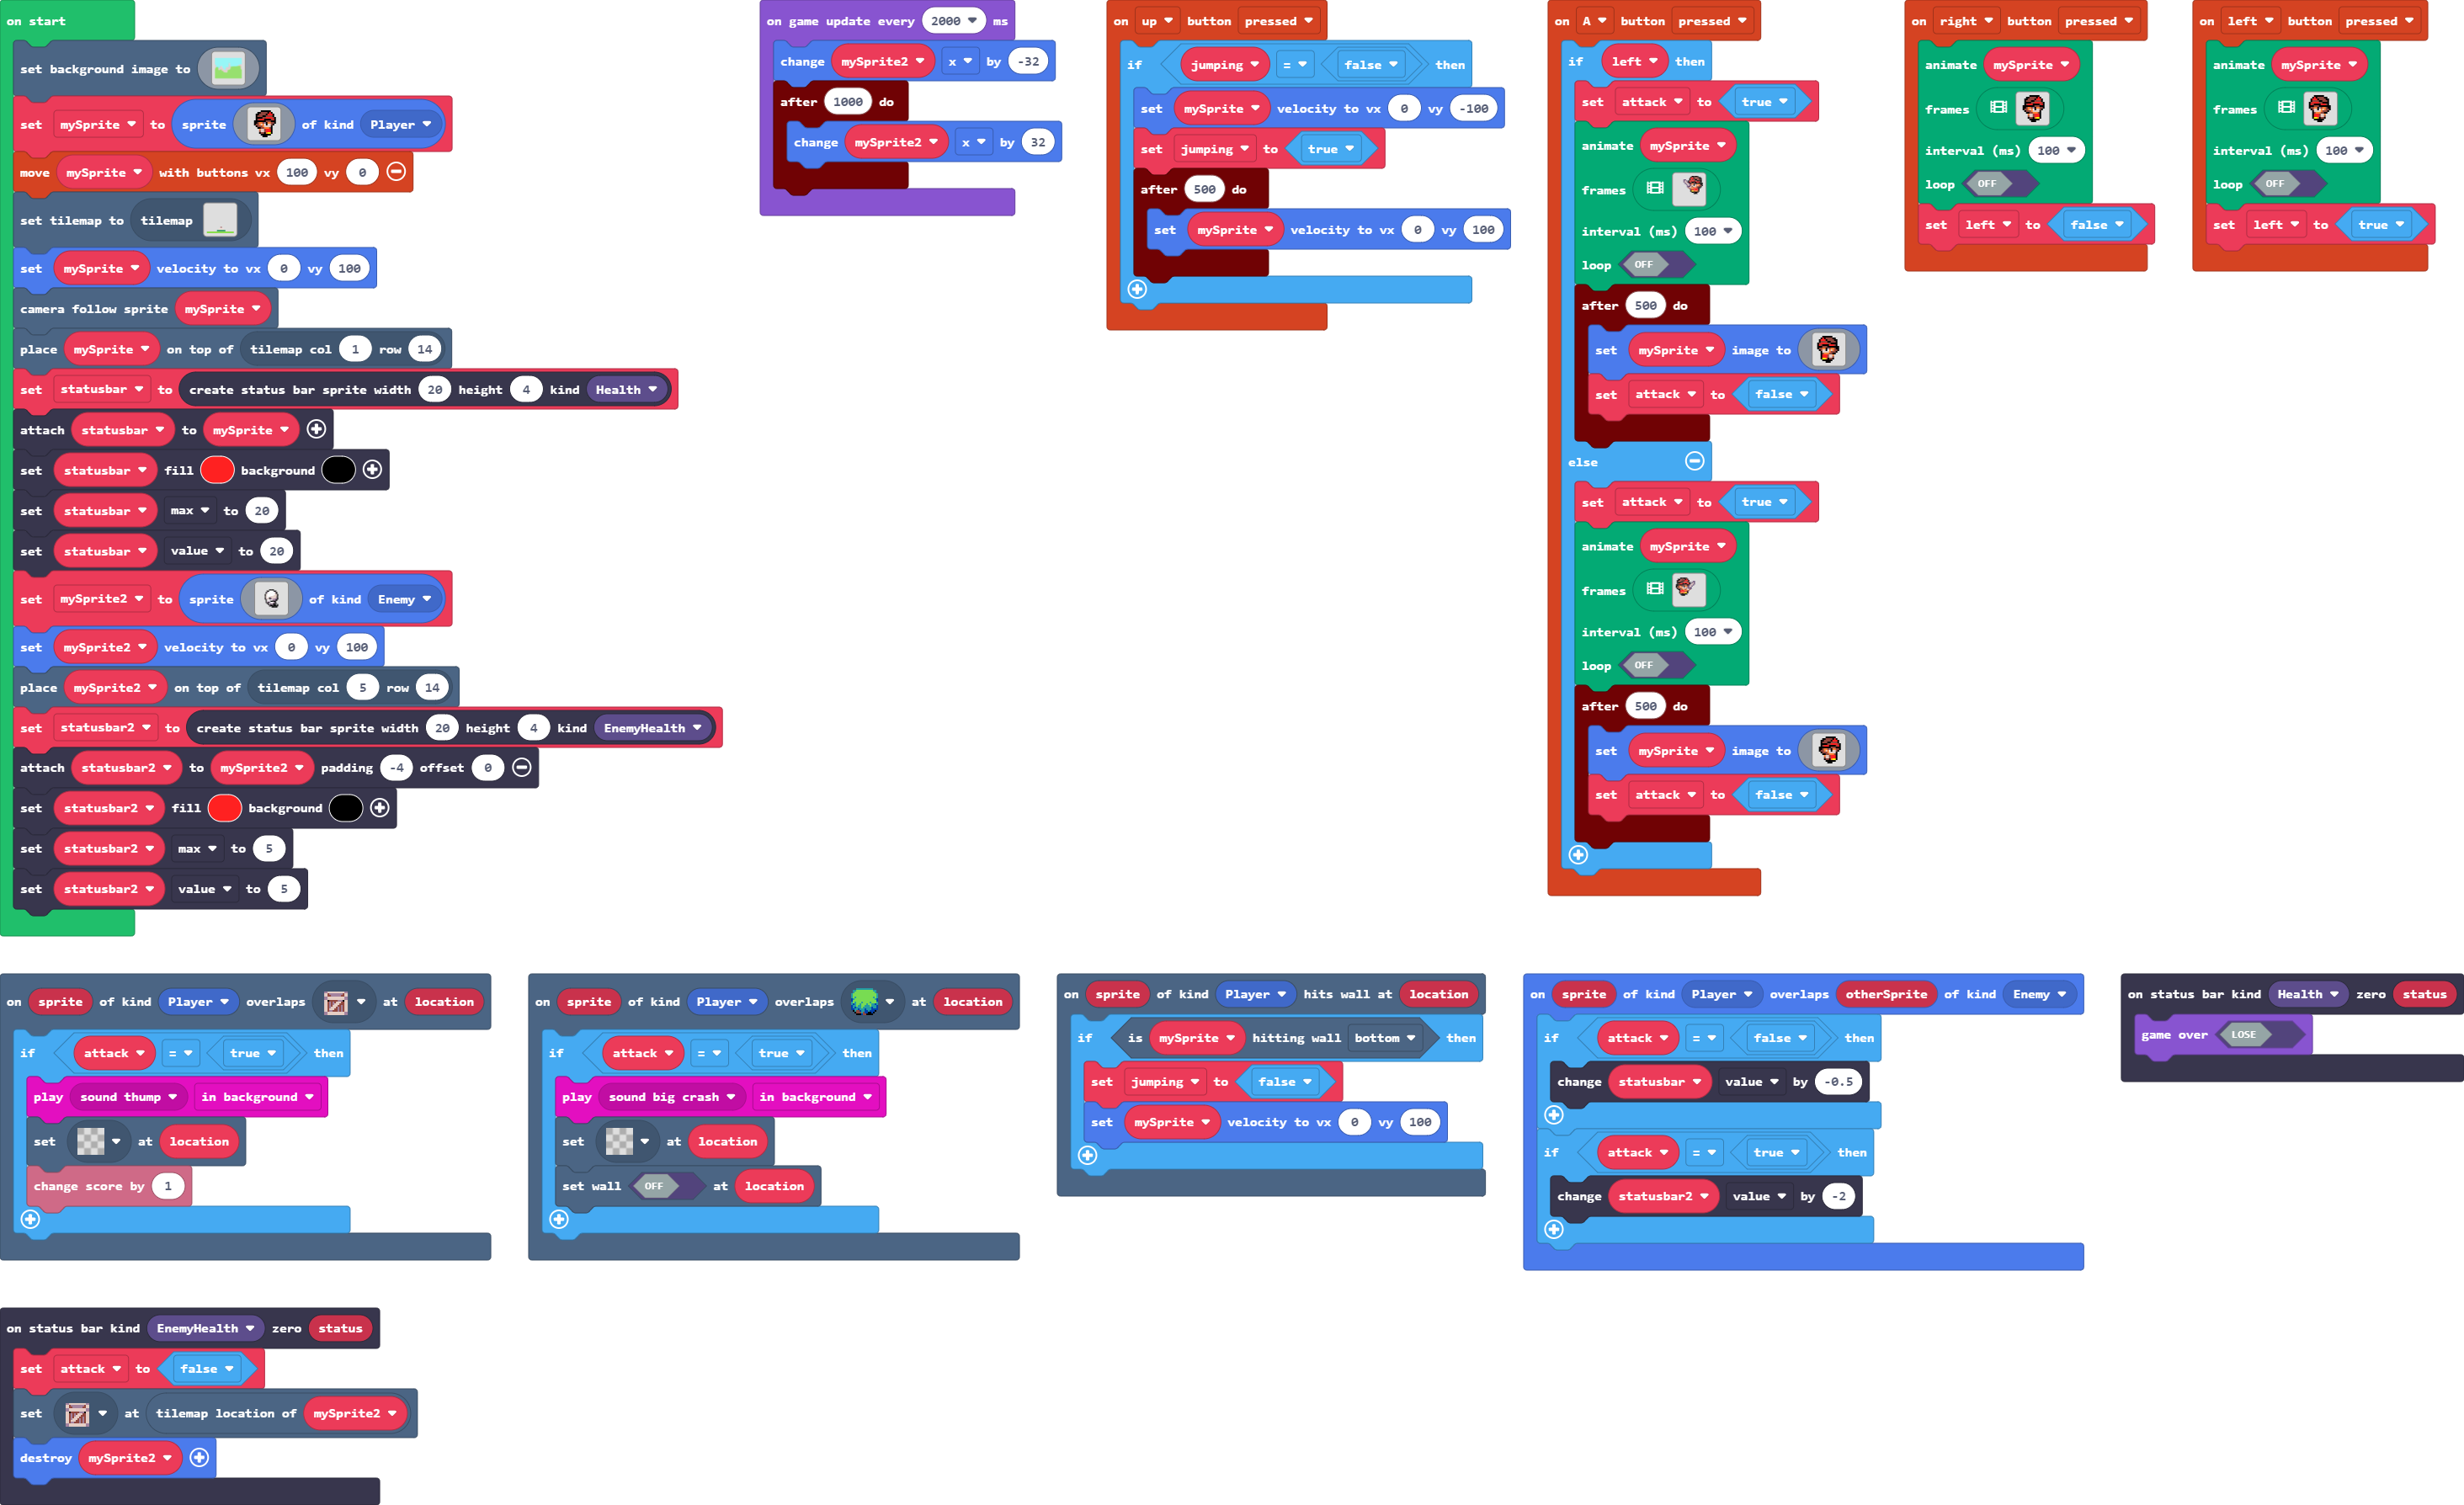 on start
set background image to
set mySprite to sprite of kind Player
move mySprite with buttons vx 100 vy 0
set tilemap to tilemap
set mySprite velocity to vx 0 vy 100
camera follow sprite mySprite
place mySprite on top of tilemap col 1 row 14
set statusbar to create status bar sprite width 20 height 4 kind Health
attach statusbar to mySprite
set statusbar fill background
set statusbar max to 20
set statusbar value to 20
set mySprite2 to sprite of kind Enemy
set mySprite2 velocity to vx 0 vy 100
place mySprite2 on top of tilemap col 5 row 14
set statusbar2 to create status bar sprite width 20 height 4 kind EnemyHealth
attach statusbar2 to mySprite2 padding -4 offset 0
set statusbar2 fill background
set statusbar2 max to 5
set statusbar2 value to 5
on game update every 2000 ms
change mySprite2 x by -32
after 1000 do
change mySprite2 x by 32
on up button pressed
if jumping = false then
set mySprite velocity to vx 0 vy -100
set jumping to true
after 500 do
set mySprite velocity to vx 0 vy 100
on A button pressed
if left then
set attack to true
animate mySprite
frames
interval (ms) 100
loop OFF
after 500 do
set mySprite image to
set attack to false
else
set attack to true
animate mySprite
frames
interval (ms) 100
loop OFF
after 500 do
set mySprite image to
set attack to false
on right button pressed
animate mySprite
frames
interval (ms) 100
loop OFF
set left to false
on left button pressed
animate mySprite
frames
interval (ms) 100
loop OFF
set left to true
on sprite of kind Player overlaps at location
if attack = true then
play sound thump in background
set at location
change score by 1
on sprite of kind Player overlaps at location
if attack = true then
play sound big crash in background
set at location
set wall OFF at location
on sprite of kind Player hits wall at location
if is mySprite hitting wall bottom then
set jumping to false
set mySprite velocity to vx 0 vy 100
on sprite of kind Player overlaps otherSprite of kind Enemy
if attack = false then
change statusbar value by -0.5
if attack = true then
change statusbar2 value by -2
on status bar kind Health zero status
game over LOSE
on status bar kind EnemyHealth zero status
set attack to false
set at tilemap location of mySprite2
destroy mySprite2